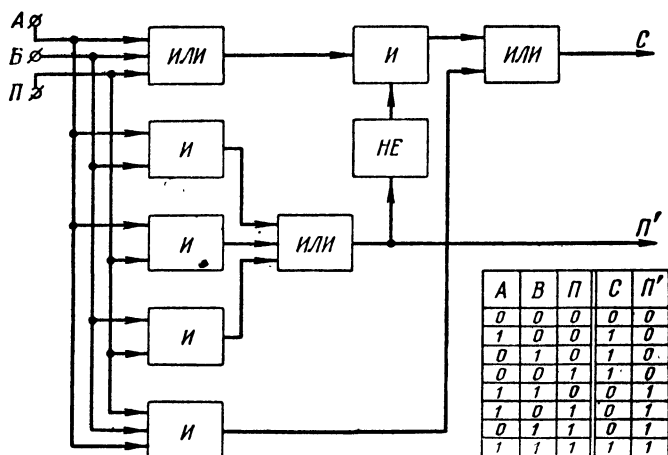 А
Б
П
ИЛИ
И
ИЛИ
С
И
НЕ
И
ИЛИ
П'
И
И
А В П С П'
0 0 0 0 0
1 0 0 1 0
0 1 0 1 0
0 0 1 1 0
1 1 0 0 1
1 0 1 0 1
0 1 1 0 1
1 1 1 1 1